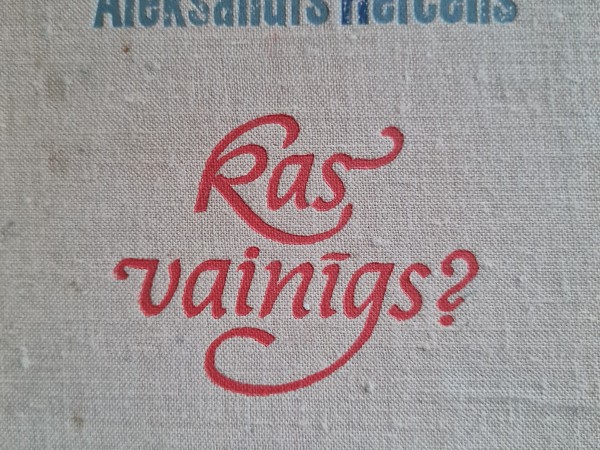 Aleksandrs Hercens
Kas
vainīgs?